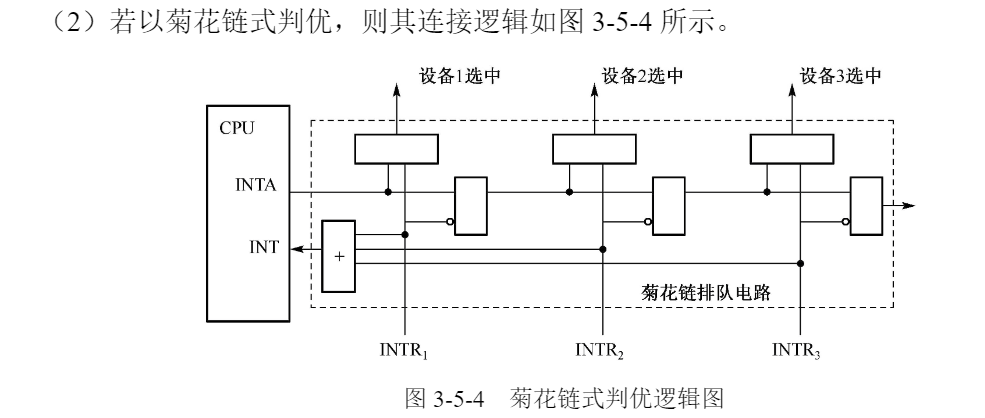 （2）若以菊花链式判优，则其连接逻辑如图 3-5-4 所示。
设备1选中 设备2选中 设备3选中
CPU
INTA
INT
+
菊花链排队电路
INTR₁ INTR₂ INTR₃
图 3-5-4 菊花链式判优逻辑图